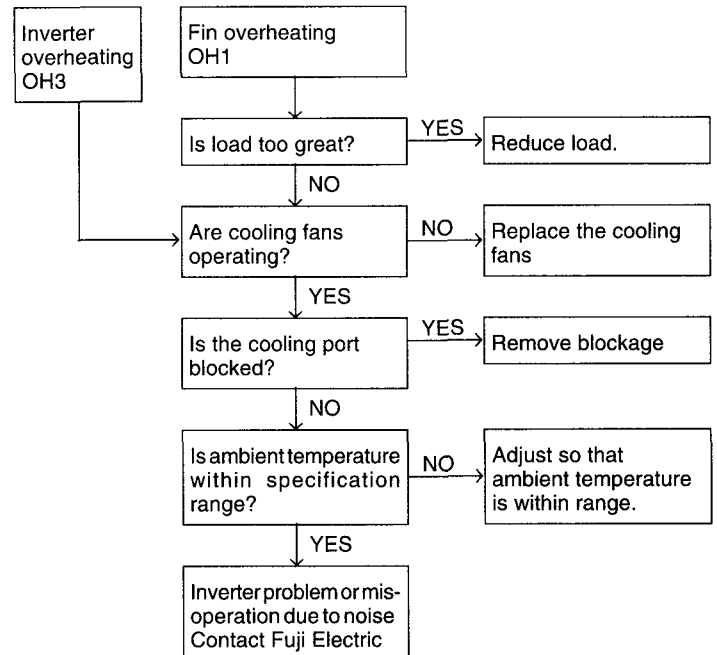 Inverter
overheating
OH3
Fin overheating
OH1
Is load too great?
YES
Reduce load.
NO
Are cooling fans
operating?
NO
Replace the cooling
fans
YES
Is the cooling port
blocked?
YES
Remove blockage
NO
Is ambient temperature
within specification
range?
NO
Adjust so that
ambient temperature
is within range.
YES
Inverter problem or mis-
operation due to noise
Contact Fuji Electric